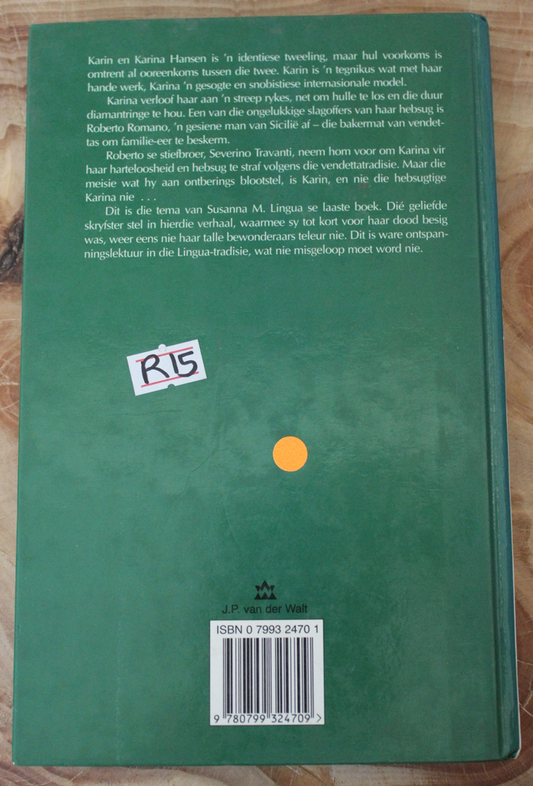 Karin en Karina Hansen is 'n identiese tweeling, maar hul voorkoms is
omtrent al ooreenkoms tussen die twee. Karin is 'n tegnikus wat met haar
hande werk, Karina 'n gesogte en snobistiese internasionale model.
Karina verloof haar aan 'n streep rykes, net om hulle te los en die duur
diamantringe te hou. Een van die ongelukkige slagoffers van haar hebsug is
Roberto Romano, 'n gesiene man van Sicilië af – die bakermat van vendet-
tas om familie-eer te beskerm.
Roberto se stiefbroer, Severino Travanti, neem hom voor om Karina vir
haar harteloosheid en hebsug te straf volgens die vendettatradisie. Maar die
meisie wat hy aan ontberings blootstel, is Karin, en nie die hebsugtige
Karina nie . . .
Dit is die tema van Susanna M. Lingua se laaste boek. Dié geliefde
skryfster stel in hierdie verhaal, waarmee sy tot kort voor haar dood besig
was, weer eens nie haar talle bewonderaars teleur nie. Dit is ware ontspan-
ningslektuur in die Lingua-tradisie, wat nie misgeloop moet word nie.
R15
J.P. van der Walt
ISBN 0 7993 2470 1
9 780799 324709 >